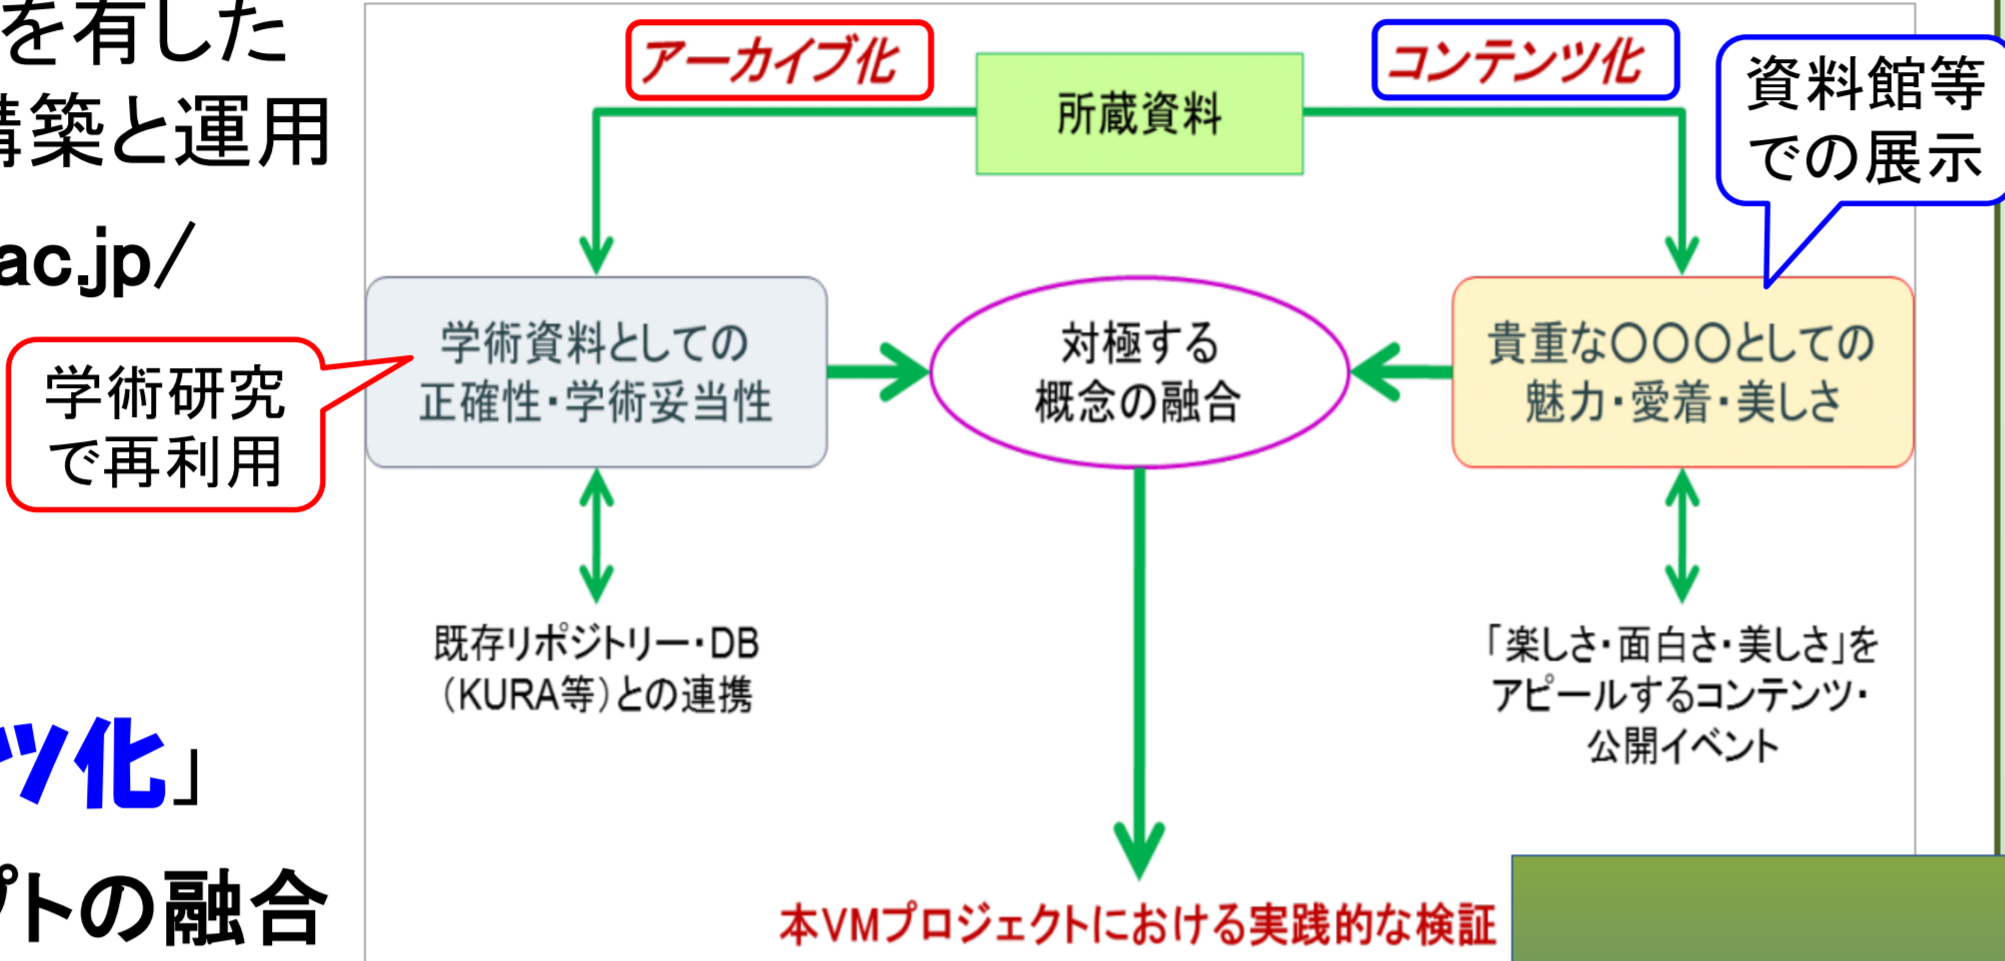 を有した
築と運用
ac.jp/
ツ化」
トの融合
アーカイブ化
所蔵資料
コンテンツ化
資料館等
での展示
学術研究
で再利用
学術資料としての
正確性・学術妥当性
対極する
概念の融合
貴重な〇〇〇としての
魅力・愛着・美しさ
既存リポジトリー・DB
（KURA等）との連携
「楽しさ・面白さ・美しさ」を
アピールするコンテンツ・
公開イベント
本VMプロジェクトにおける実践的な検証